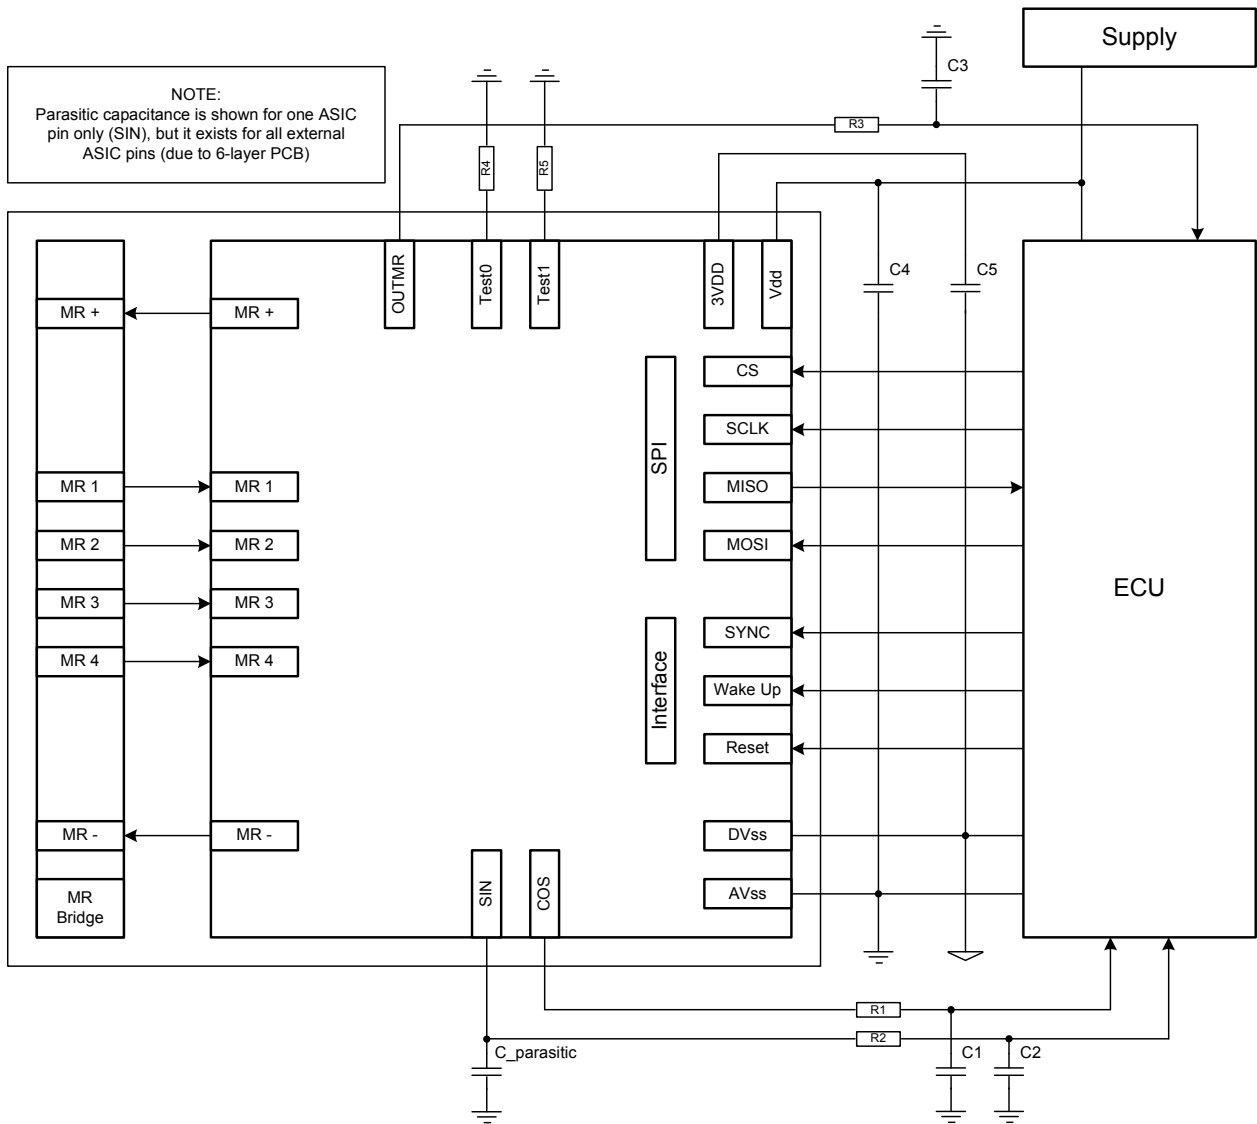 Supply
C3
NOTE:
Parasitic capacitance is shown for one ASIC
pin only (SIN), but it exists for all external
ASIC pins (due to 6-layer PCB)
R3
R4
R5
OUTMR
Test0
Test1
3VDD
Vdd
C4
C5
MR +
MR +
CS
SCLK
SPI
MR 1
MR 1
MISO
MR 2
MR 2
MOSI
ECU
MR 3
MR 3
SYNC
MR 4
MR 4
Interface
Wake Up
Reset
MR -
MR -
DVss
SIN
COS
AVss
MR
Bridge
R1
R2
C_parasitic
C1
C2